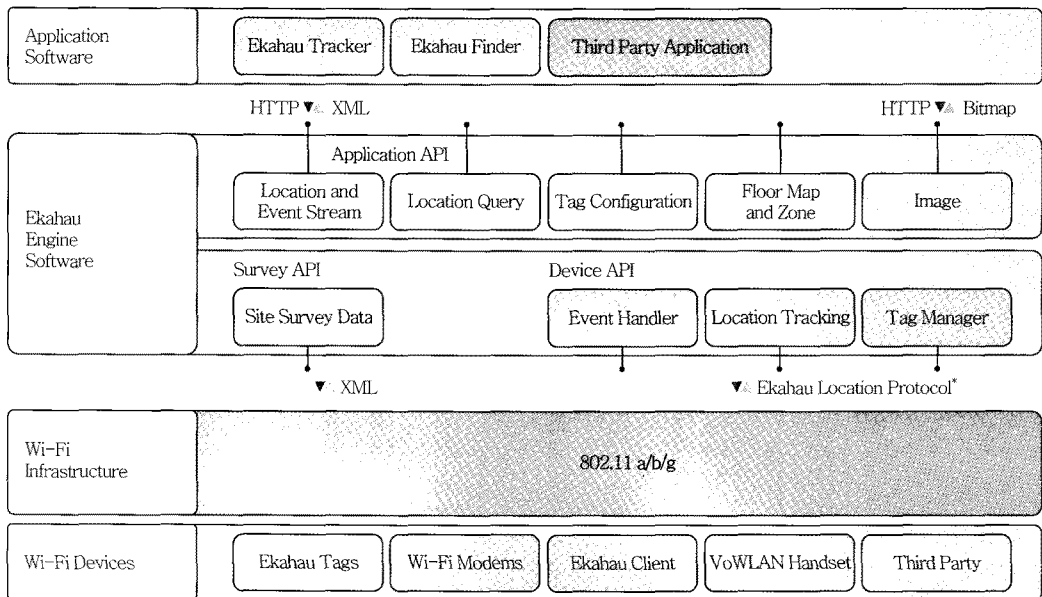 Application
Software
Ekahau Tracker
Ekahau Finder
Third Party Application
HTTP ▼▲ XML
HTTP ▼▲ Bitmap
Ekahau
Engine
Software
Application API
Location and
Event Stream
Location Query
Tag Configuration
Floor Map
and Zone
Image
Survey API
Device API
Site Survey Data
Event Handler
Location Tracking
Tag Manager
▼▲ XML
▼▲ Ekahau Location Protocol*
Wi-Fi
Infrastructure
802.11 a/b/g
Wi-Fi Devices
Ekahau Tags
Wi-Fi Modems
Ekahau Client
VoWLAN Handset
Third Party